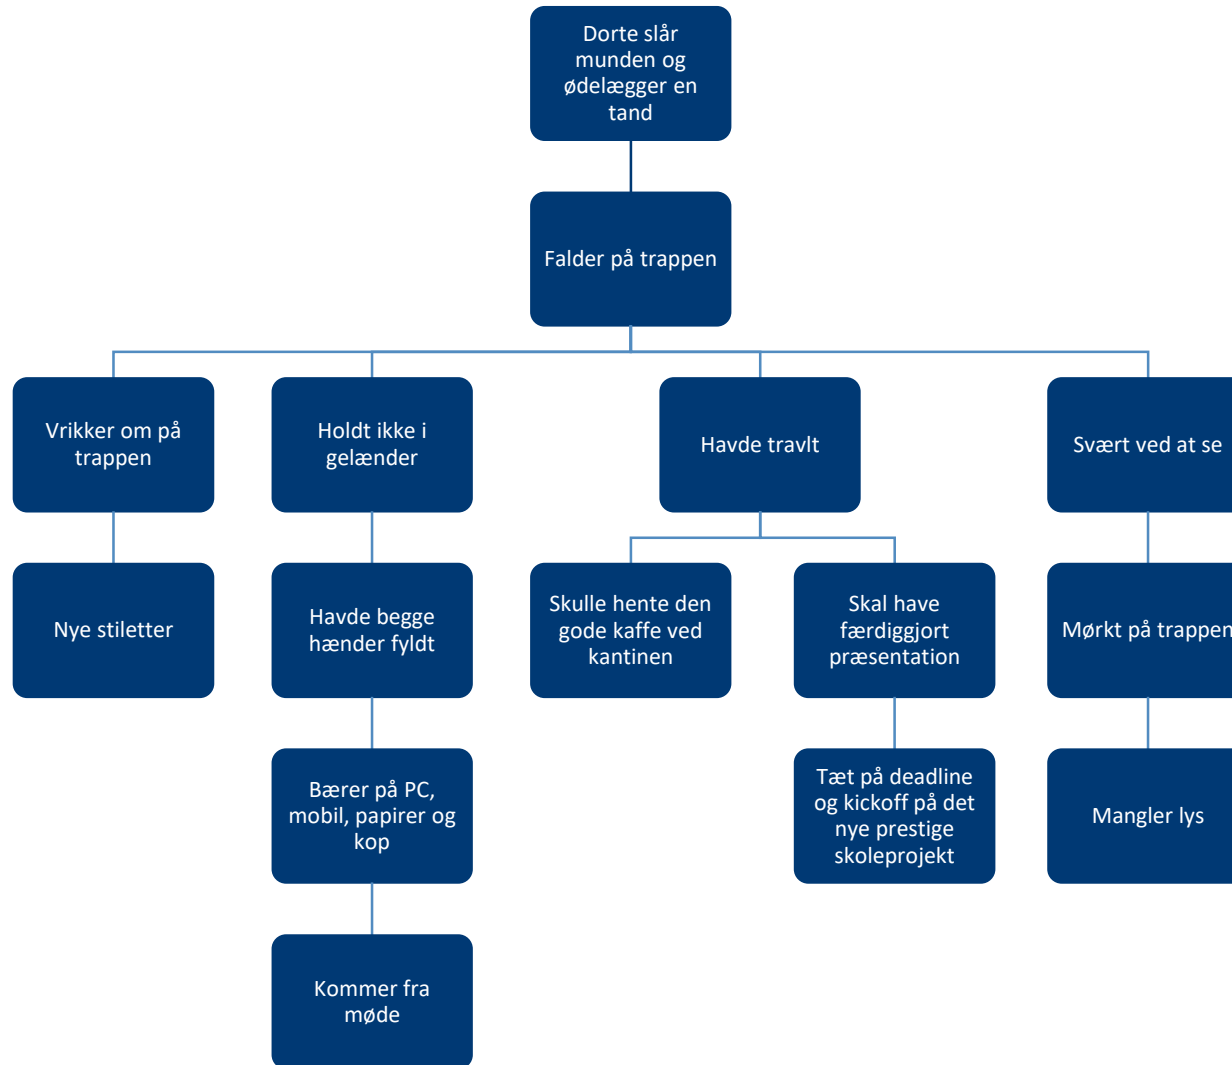 Dorte slår
munden og
ødelægger en
tand
Falder på trappen
Vrikker om på
trappen
Holdt ikke i
gelænder
Havde travlt
Svært ved at se
Nye stiletter
Havde begge
hænder fyldt
Skulle hente den
gode kaffe ved
kantinen
Skal have
færdiggjort
præsentation
Mørkt på trappen
Bærer på PC,
mobil, papirer og
kop
Tæt på deadline
og kickoff på det
nye prestige
skoleprojekt
Mangler lys
Kommer fra
møde